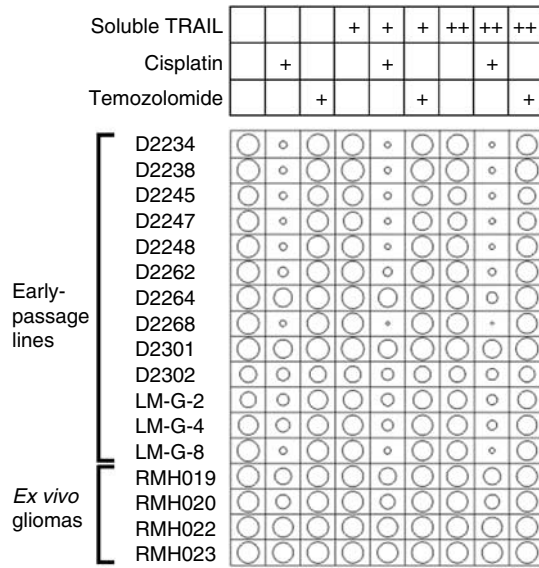 Soluble TRAIL + + + ++ ++ ++
Cisplatin + + +
Temozolomide + + +
Early-
passage
lines
D2234
D2238
D2245
D2247
D2248
D2262
D2264
D2268
D2301
D2302
LM-G-2
LM-G-4
LM-G-8
Ex vivo
gliomas
RMH019
RMH020
RMH022
RMH023